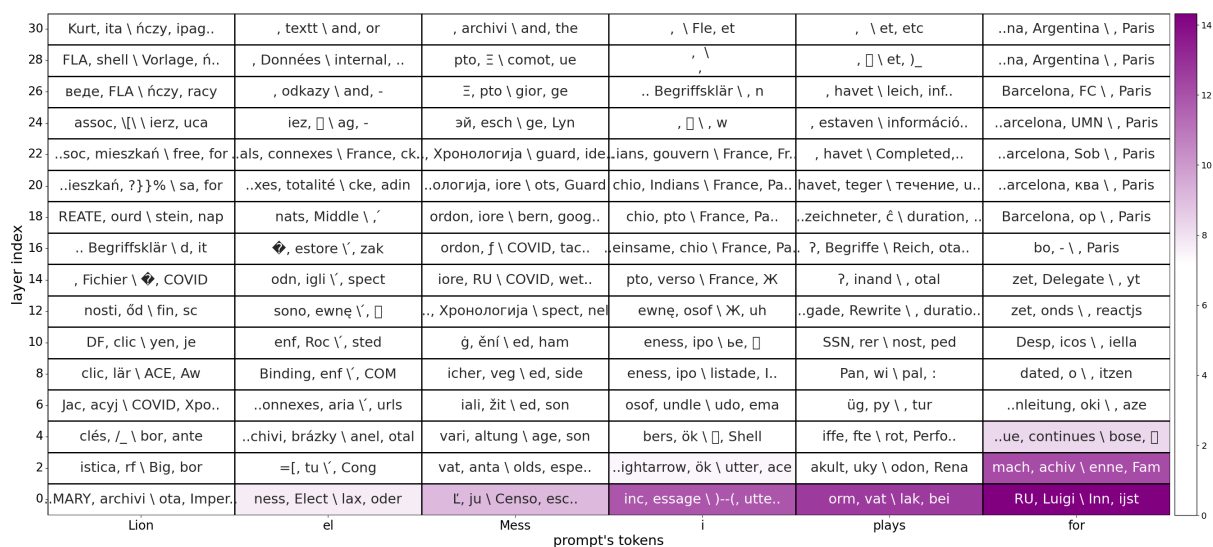 30 Kurt, ita \ ńczy, ipag.. , textt \ and, or , archivi \ and, the , \ Fle, et , \ et, etc ..na, Argentina \ , Paris
28 FLA, shell \ Vorlage, ń.. , Données \ internal, .. pto, Ξ \ comot, ue , \ , , ▯ \ et, )_ ..na, Argentina \ , Paris
26 веде, FLA \ ńczy, racy , odkazy \ and, - Ξ, pto \ gior, ge .. Begriffsklär \ , n , havet \ leich, inf.. Barcelona, FC \ , Paris
24 assoc, \[\ \ ierz, uca iez, ▯ \ ag, - эй, esch \ ge, Lyn , ▯ \ , w , estaven \ információ.. ..arcelona, UMN \ , Paris
22 ..soc, mieszkań \ free, for ..als, connexes \ France, ck.. .., Хронологија \ guard, ide.. ..ians, gouvern \ France, Fr.. , havet \ Completed,.. ..arcelona, Sob \ , Paris
20 ..ieszkań, ?}}% \ sa, for ..xes, totalité \ cke, adin ..ологија, iore \ ots, Guard chio, Indians \ France, Pa.. havet, teger \ течение, u.. ..arcelona, ква \ , Paris
18 REATE, ourd \ stein, nap nats, Middle \ ,´ ordon, iore \ bern, goog.. chio, pto \ France, Pa.. ..zeichneter, ĉ \ duration, .. Barcelona, op \ , Paris
16 .. Begriffsklär \ d, it �, estore \´, zak ordon, ƒ \ COVID, tac.. ..einsame, chio \ France, Pa.. ?, Begriffe \ Reich, ota.. bo, - \ , Paris
14 , Fichier \ �, COVID odn, igli \´, spect iore, RU \ COVID, wet.. pto, verso \ France, Ж ?, inand \ , otal zet, Delegate \ , yt
12 nosti, őd \ fin, sc sono, ewnę \´, ▯ .., Хронологија \ spect, nel ewnę, osof \ Ж, uh ..gade, Rewrite \ , duratio.. zet, onds \ , reactjs
10 DF, clic \ yen, je enf, Roc \´, sted ġ, ění \ ed, ham eness, ipo \ ье, ▯ SSN, rer \ nost, ped Desp, icos \ , iella
8 clic, lär \ ACE, Aw Binding, enf \´, COM icher, veg \ ed, side eness, ipo \ listade, I.. Pan, wi \ pal, : dated, o \ , itzen
6 Jac, acyj \ COVID, Xpo.. ..onnexes, aria \´, urls iali, žit \ ed, son osof, undle \ udo, ema üg, py \ , tur ..nleitung, oki \ , aze
4 clés, /_ \ bor, ante ..chivi, brázky \ anel, otal vari, altung \ age, son bers, ök \ ▯, Shell iffe, fte \ rot, Perfo.. ..ue, continues \ bose, ▯
2 istica, rf \ Big, bor =[, tu \´, Cong vat, anta \ olds, espe.. ..ightarrow, ök \ utter, ace akult, uky \ odon, Rena mach, achiv \ enne, Fam
0 ..MARY, archivi \ ota, Imper.. ness, Elect \ lax, oder Ľ, ju \ Censo, esc.. inc, essage \ )--(, utte.. orm, vat \ lak, bei RU, Luigi \ Inn, ijst
Lion el Mess i plays for
prompt's tokens
layer index
14
12
10
8
6
4
2
0